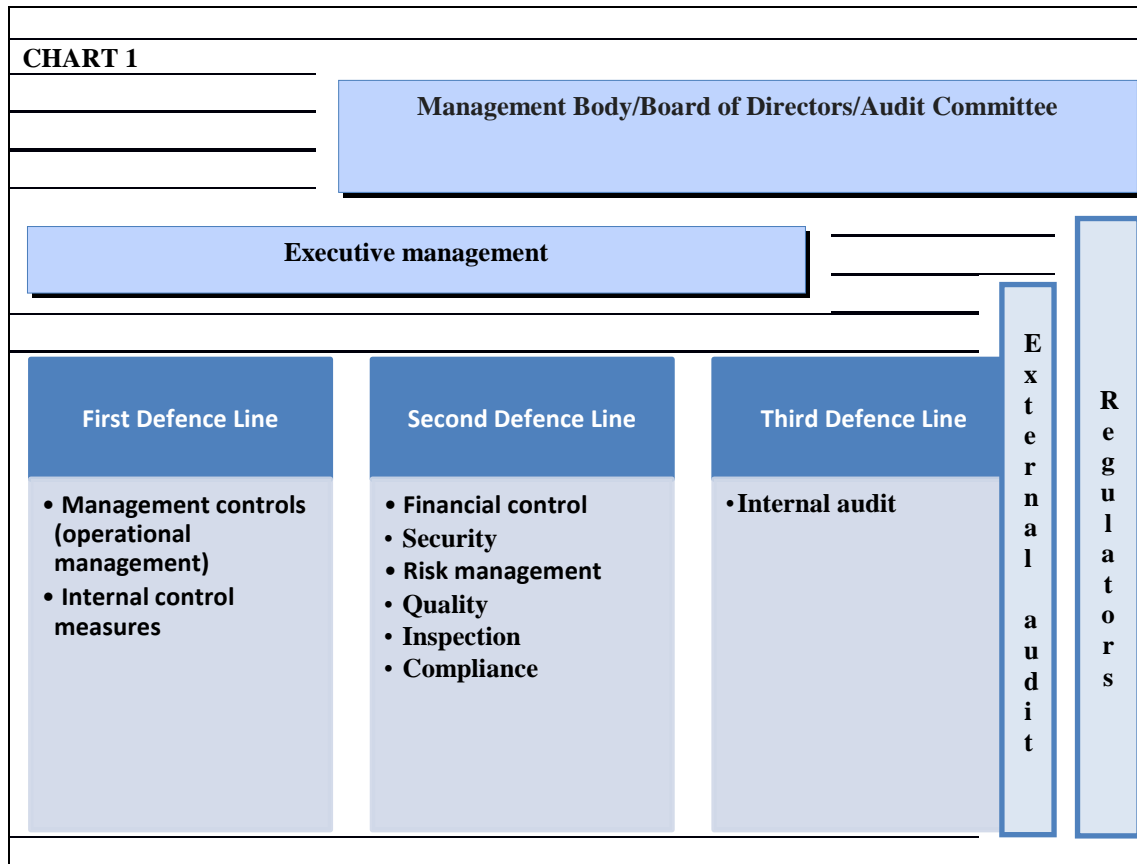 CHART 1
Management Body/Board of Directors/Audit Committee
Executive management
First Defence Line
• Management controls
(operational
management)
• Internal control
measures
Second Defence Line
• Financial control
• Security
• Risk management
• Quality
• Inspection
• Compliance
Third Defence Line
• Internal audit
External audit
Regulators